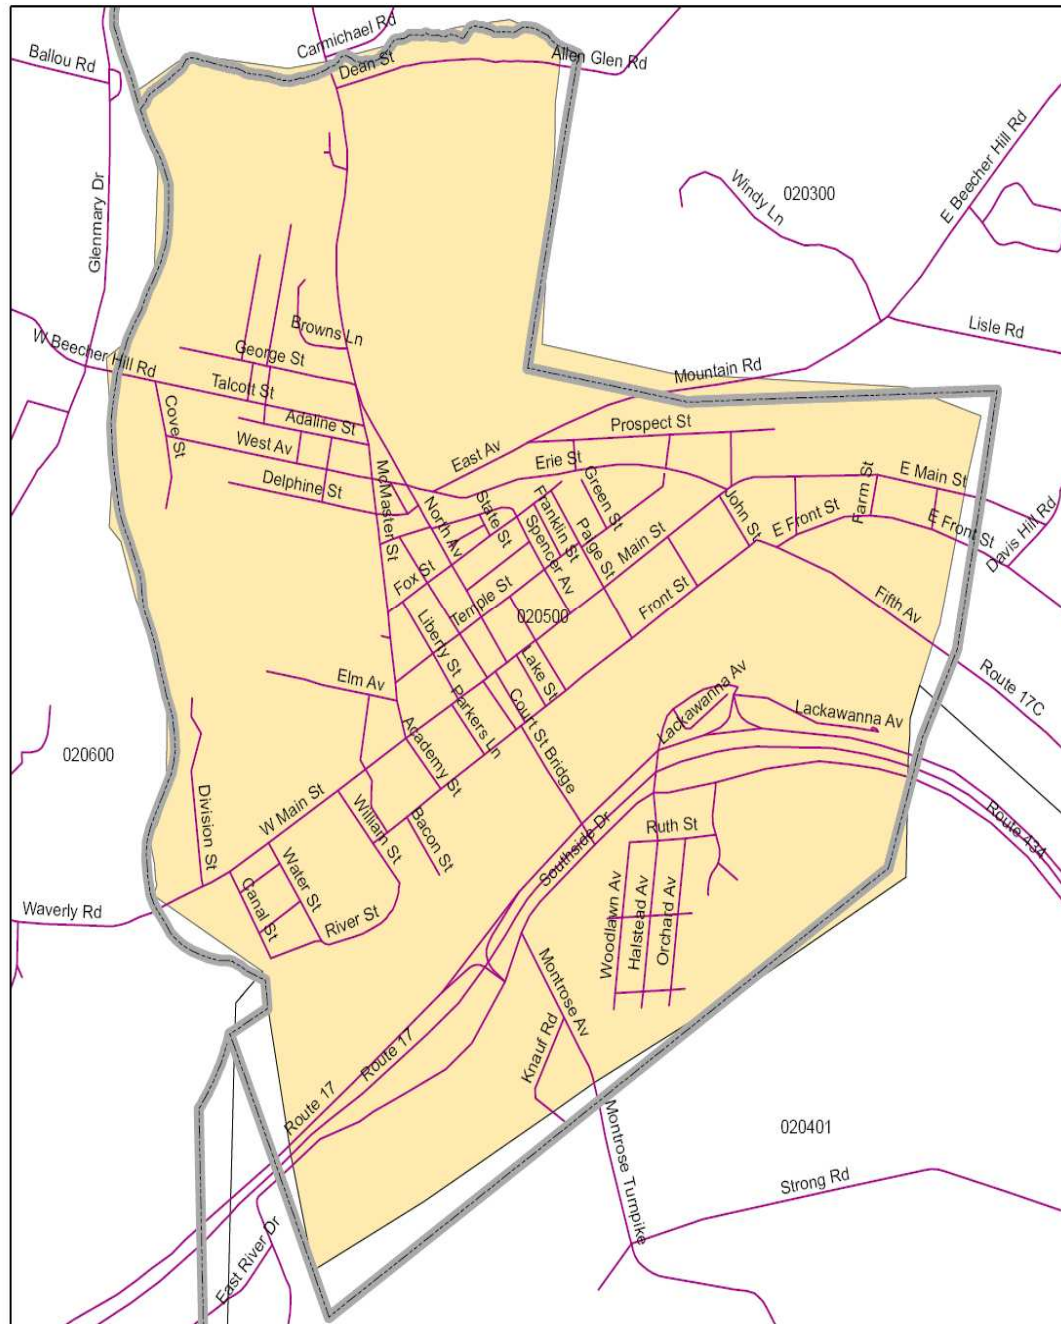 Carmichael Rd
Ballou Rd
Dean St
Allen Glen Rd
E Beecher Hill Rd
Windy Ln
020300
Glenmary Dr
Browns Ln
Lisle Rd
W Beecher Hill Rd
George St
Mountain Rd
Talcott St
Cove St
Adaline St
Prospect St
West Av
East Av
Erie St
Delphine St
McMaster St
North Av
State St
Franklin St
Green St
E Main St
Farm St
John St
E Front St
E Front St
Davis Hill Rd
Spencer Av
Paige St
Main St
Fox St
Temple St
Front St
Fifth Av
020500
Liberty St
Lake St
Elm Av
Parkers Ln
Court St Bridge
Lackawanna Av
Lackawanna Av
Route 17C
Academy St
020600
Division St
W Main St
William St
Bacon St
Southside Dr
Ruth St
Route 434
Water St
Canal St
River St
Waverly Rd
Woodlawn Av
Halstead Av
Orchard Av
Montrose Av
Knauf Rd
Route 17
Route 17
Montrose Turnpike
020401
Strong Rd
East River Dr